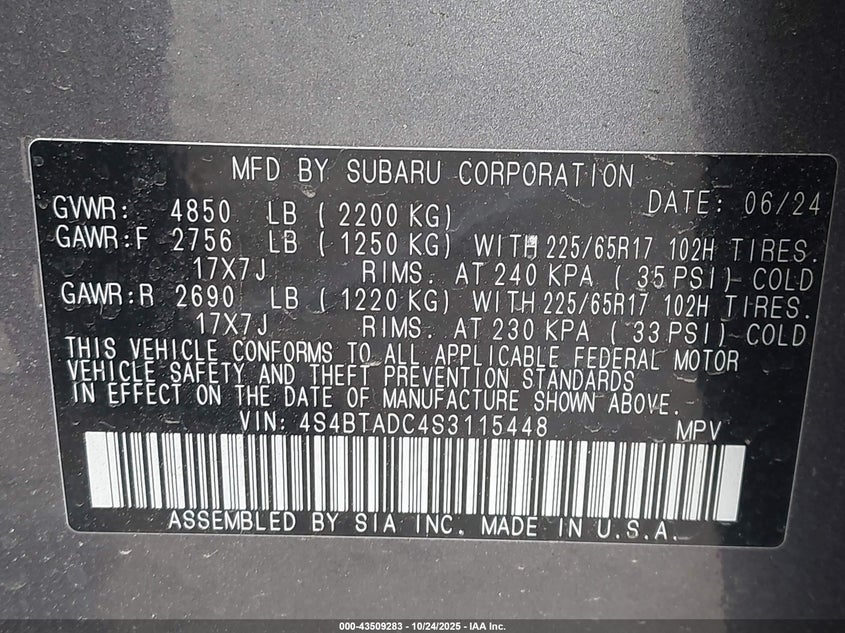 MFD BY SUBARU CORPORATION
DATE: 06/24
GVWR: 4850 LB ( 2200 KG)
GAWR:F 2756 LB ( 1250 KG) WITH 225/65R17 102H TIRES.
17X7J RIMS. AT 240 KPA ( 35 PSI) COLD
GAWR:R 2690 LB ( 1220 KG) WITH 225/65R17 102H TIRES.
17X7J RIMS. AT 230 KPA ( 33 PSI) COLD
THIS VEHICLE CONFORMS TO ALL APPLICABLE FEDERAL MOTOR
VEHICLE SAFETY AND THEFT PREVENTION STANDARDS
IN EFFECT ON THE DATE OF MANUFACTURE SHOWN ABOVE.
VIN: 4S4BTADC4S3115448 MPV
ASSEMBLED BY SIA INC. MADE IN U.S.A.
000-43509283 - 10/24/2025 - IAA Inc.